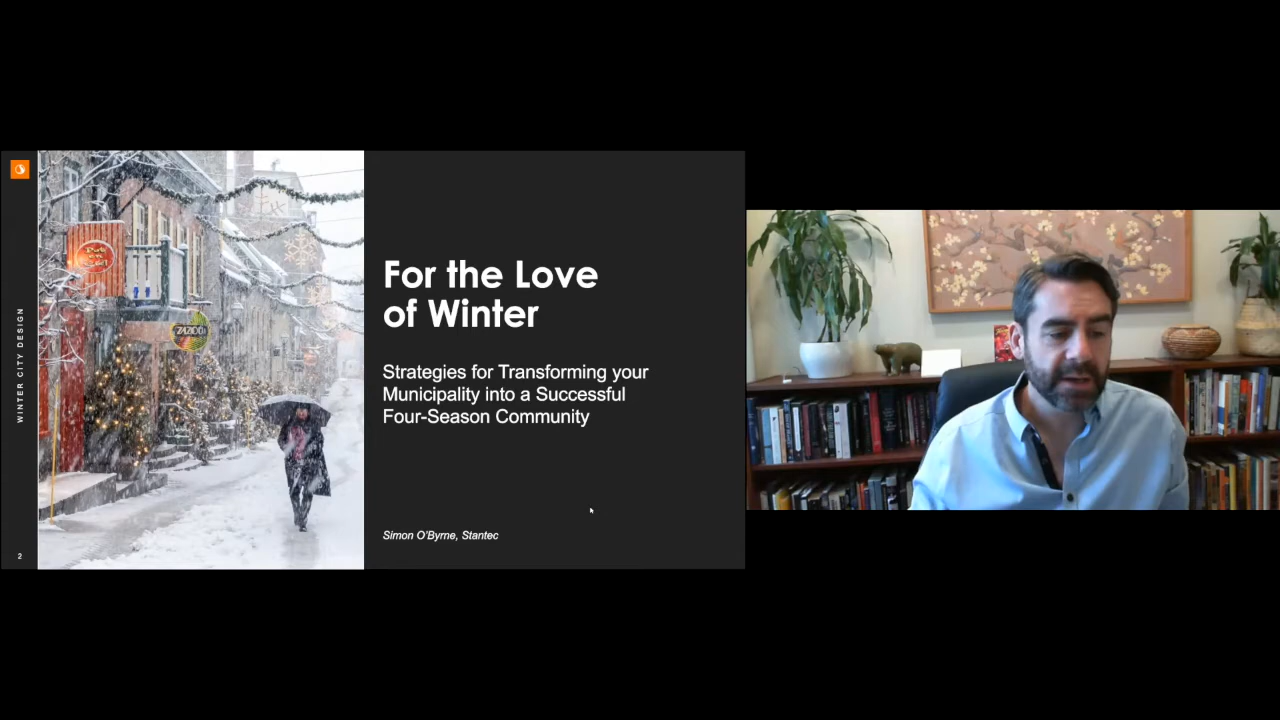 WINTER CITY DESIGN
2
ZAZOOU
For the Love
of Winter
Strategies for Transforming your
Municipality into a Successful
Four-Season Community
Simon O'Byrne, Stantec